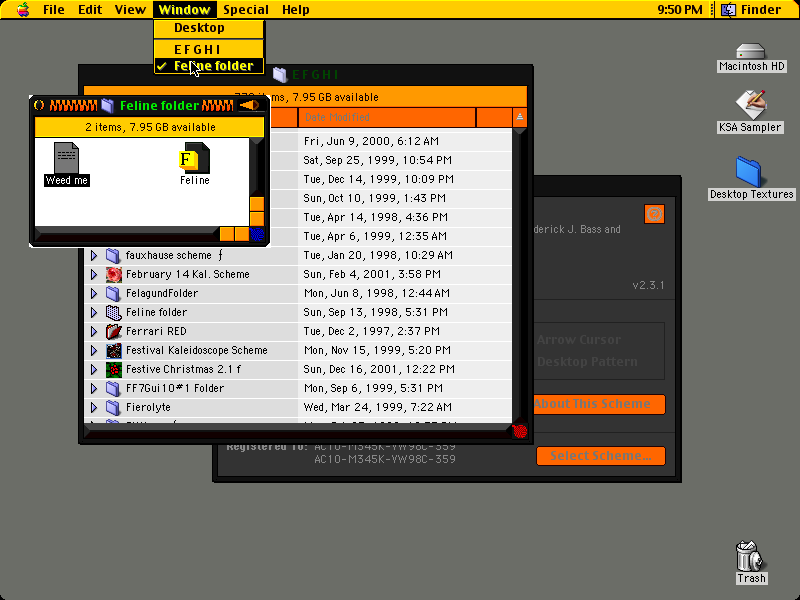 File Edit View Window Special Help 9:50 PM Finder
Desktop
E F G H I
Feline folder
E F G H I
items, 7.95 GB available
Date Modified
Feline folder
2 items, 7.95 GB available
Weed me
Feline
Fri, Jun 9, 2000, 6:12 AM
Sat, Sep 25, 1999, 10:54 PM
Tue, Dec 14, 1999, 10:09 PM
Sun, Oct 10, 1999, 1:43 PM
Tue, Apr 14, 1998, 4:36 PM
Tue, Apr 6, 1999, 12:35 AM
fauxhause scheme ƒ Tue, Jan 20, 1998, 10:29 AM
February 14 Kal. Scheme Sun, Feb 4, 2001, 3:58 PM
FelagundFolder Mon, Jun 8, 1998, 12:44 AM
Feline folder Sun, Sep 13, 1998, 5:31 PM
Ferrari RED Tue, Dec 2, 1997, 2:37 PM
Festival Kaleidoscope Scheme Mon, Nov 15, 1999, 5:20 PM
Festive Christmas 2.1 f Sun, Dec 16, 2001, 12:22 PM
FF7Gui10#1 Folder Mon, Sep 6, 1999, 5:31 PM
Fierolyte Wed, Mar 24, 1999, 7:22 AM
derick J. Bass and
v2.3.1
Arrow Cursor
Desktop Pattern
About This Scheme
Registered To: AC10-M345K-VW98C-359
AC10-M345K-VW98C-359
Select Scheme...
Macintosh HD
KSA Sampler
Desktop Textures
Trash